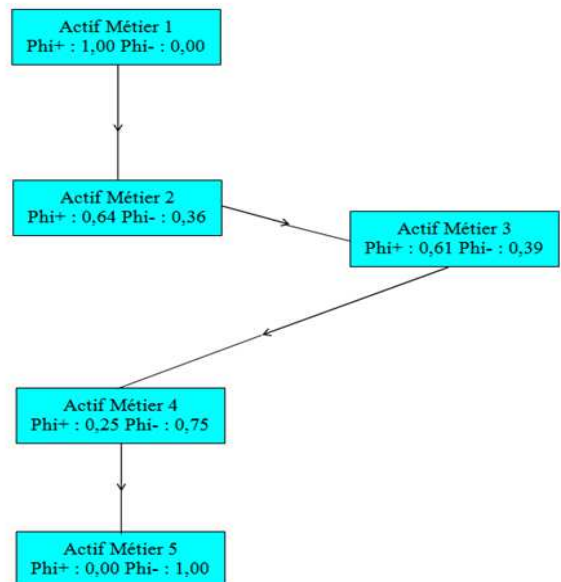 Actif Métier 1
Phi+ : 1,00 Phi- : 0,00
Actif Métier 2
Phi+ : 0,64 Phi- : 0,36
Actif Métier 3
Phi+ : 0,61 Phi- : 0,39
Actif Métier 4
Phi+ : 0,25 Phi- : 0,75
Actif Métier 5
Phi+ : 0,00 Phi- : 1,00